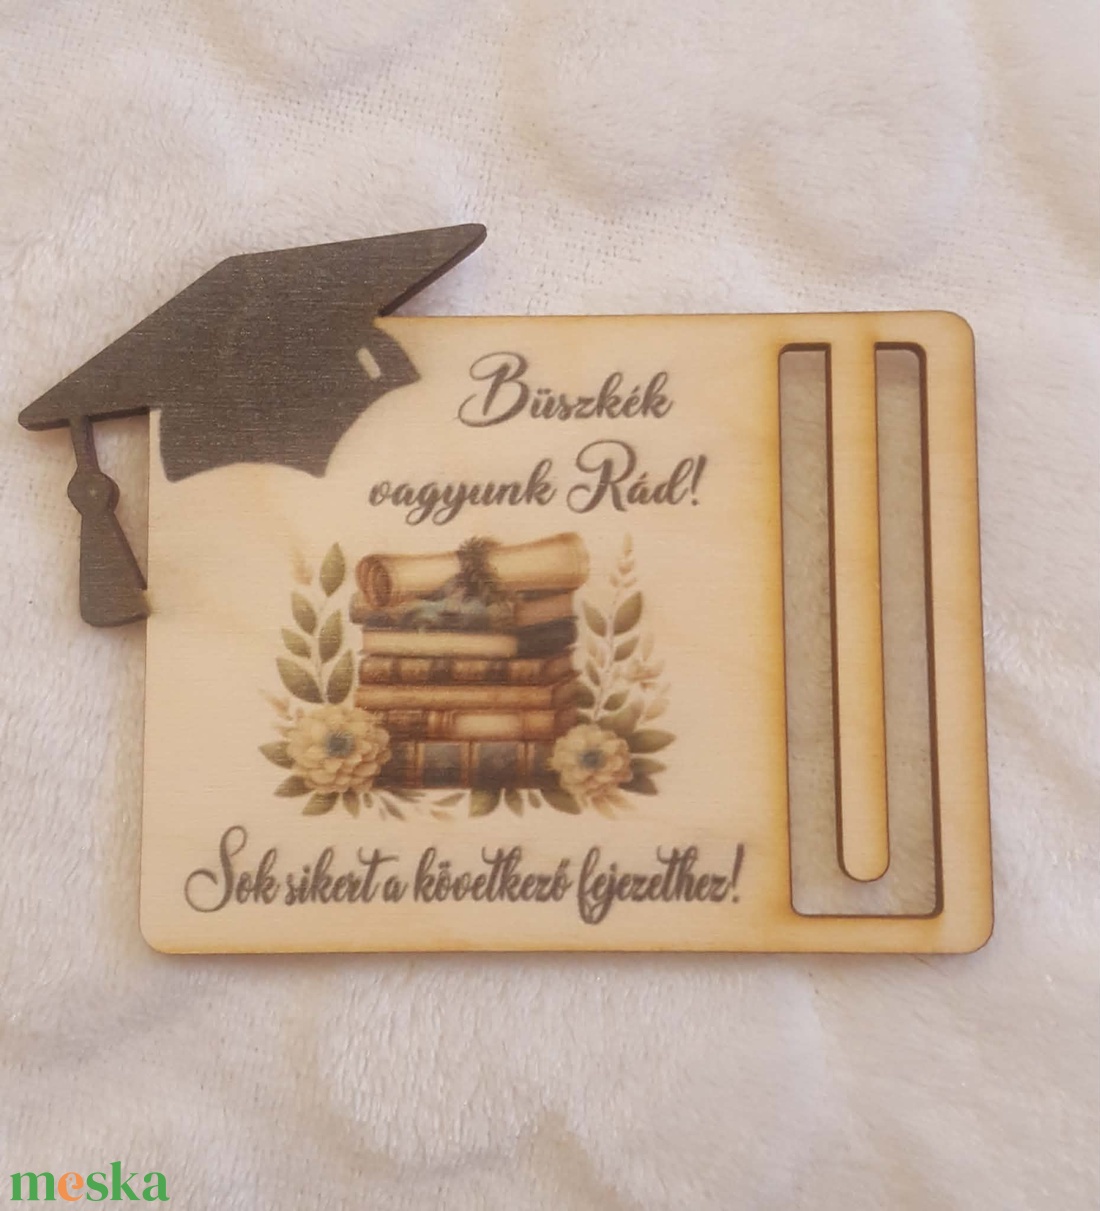 Büszkék
vagyunk Rád!
Sok sikert a következő fejezethez!
meska